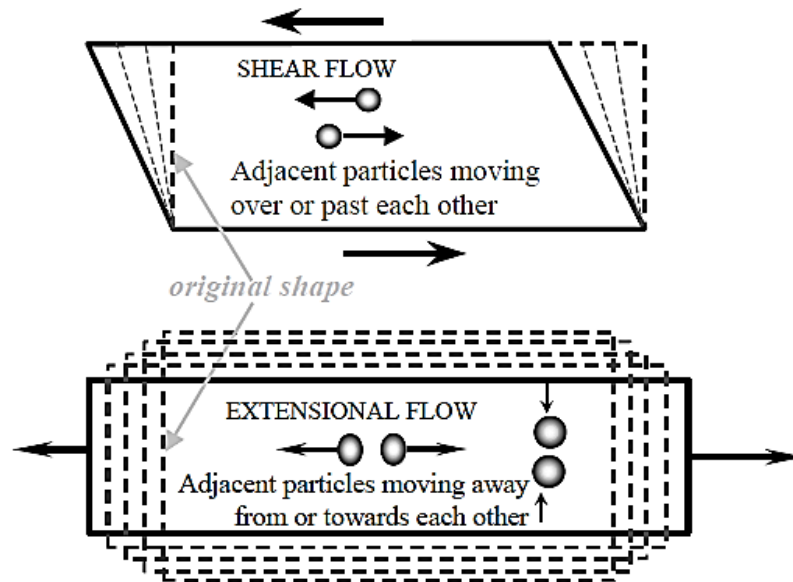 SHEAR FLOW
Adjacent particles moving
over or past each other
original shape
EXTENSIONAL FLOW
Adjacent particles moving away
from or towards each other